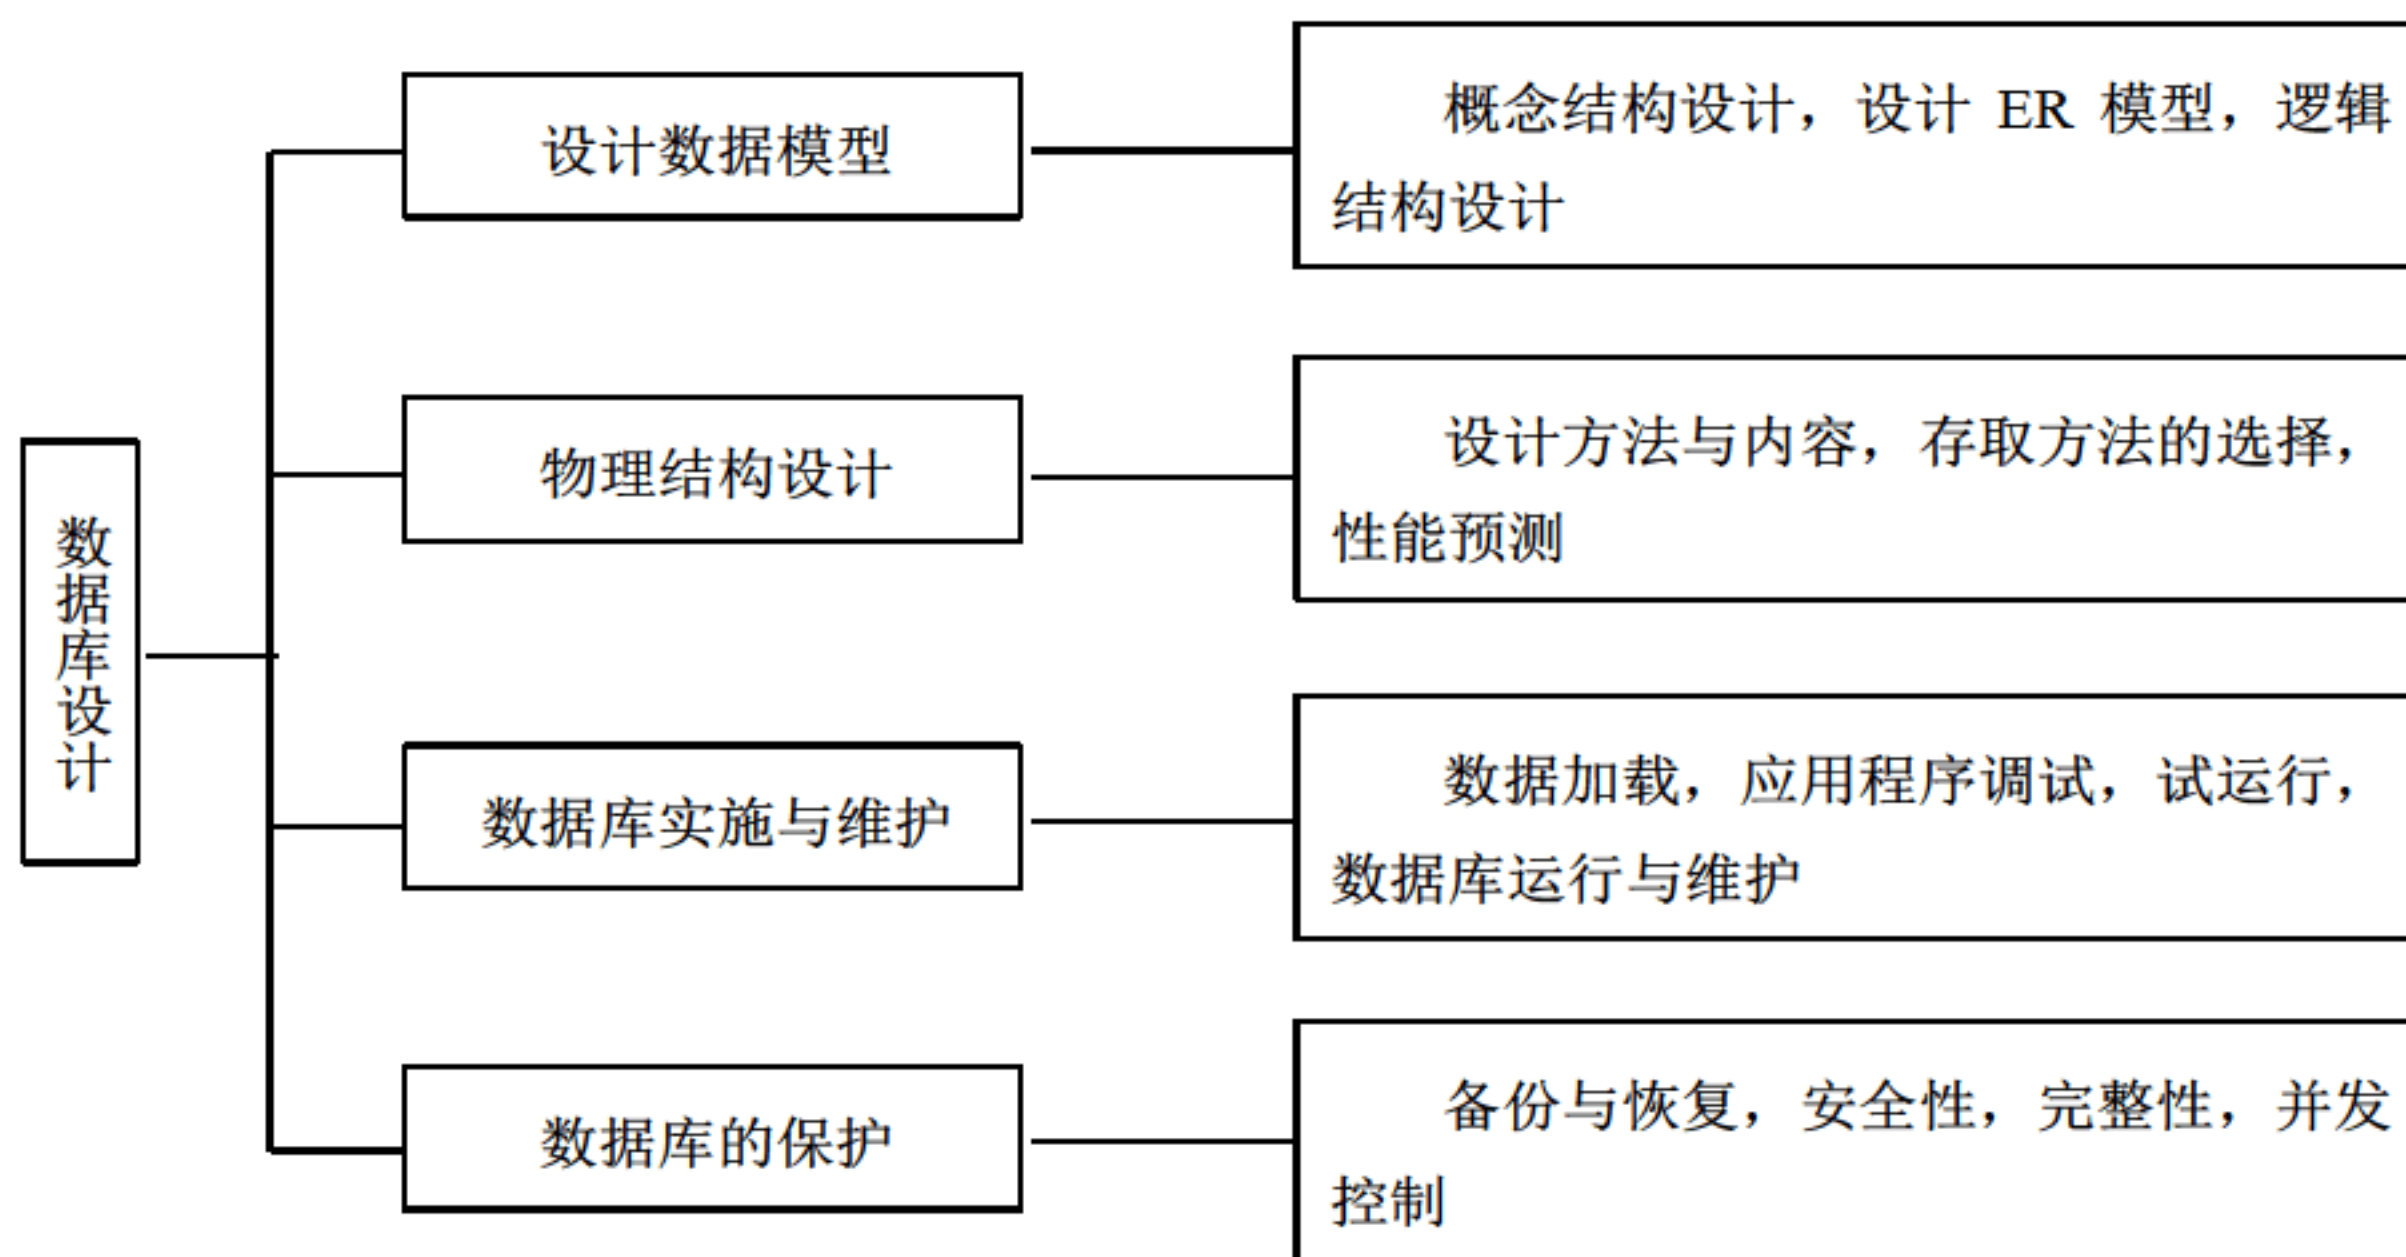 数据库设计
设计数据模型
概念结构设计，设计 ER 模型，逻辑
结构设计
物理结构设计
设计方法与内容，存取方法的选择，
性能预测
数据库实施与维护
数据加载，应用程序调试，试运行，
数据库运行与维护
数据库的保护
备份与恢复，安全性，完整性，并发
控制